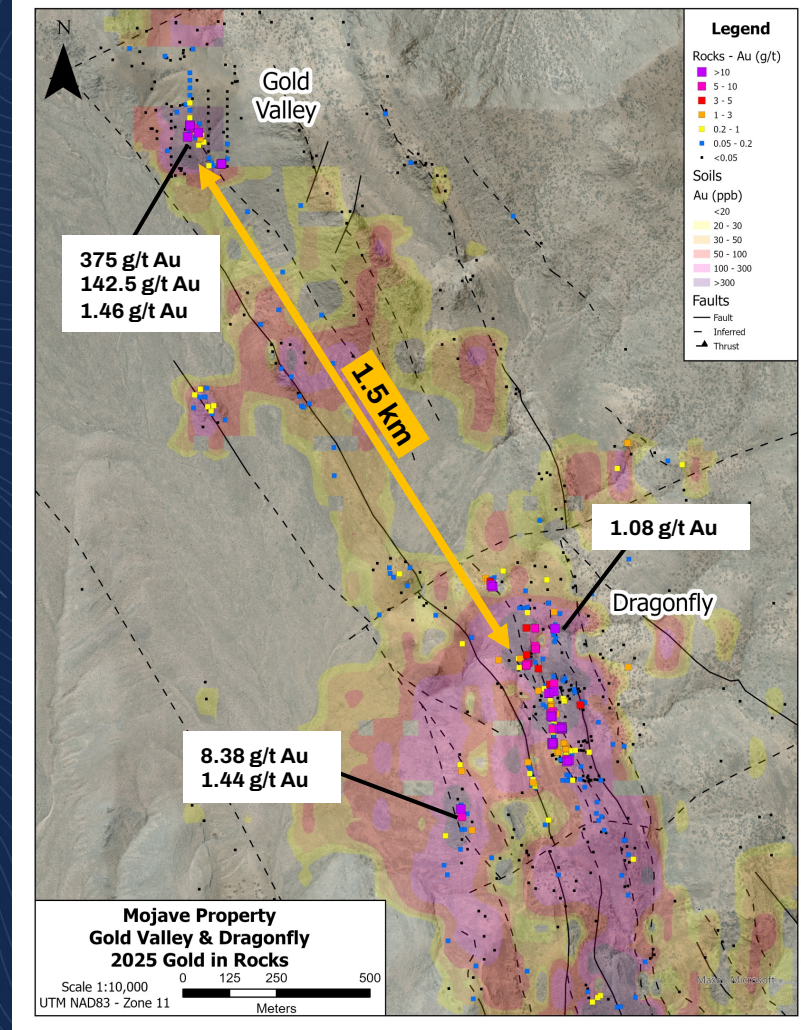 N
Gold
Valley
Legend
Rocks - Au (g/t)
>10
5 - 10
3 - 5
1 - 3
0.2 - 1
0.05 - 0.2
<0.05
Soils
Au (ppb)
<20
20 - 30
30 - 50
50 - 100
100 - 300
>300
Faults
Fault
Inferred
Thrust
375 g/t Au
142.5 g/t Au
1.46 g/t Au
1.5 km
1.08 g/t Au
Dragonfly
8.38 g/t Au
1.44 g/t Au
Mojave Property
Gold Valley & Dragonfly
2025 Gold in Rocks
Scale 1:10,000
UTM NAD83 - Zone 11
0 125 250 500
Meters
Maxar, Microsoft